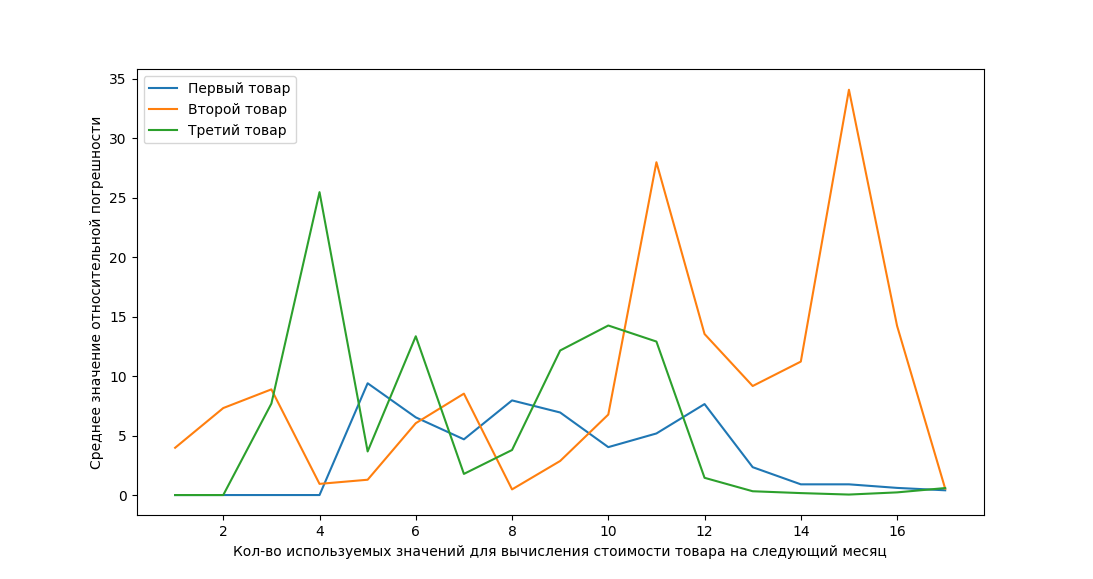 Первый товар
Второй товар
Третий товар
Среднее значение относительной погрешности
35
30
25
20
15
10
5
0
2 4 6 8 10 12 14 16
Кол-во используемых значений для вычисления стоимости товара на следующий месяц